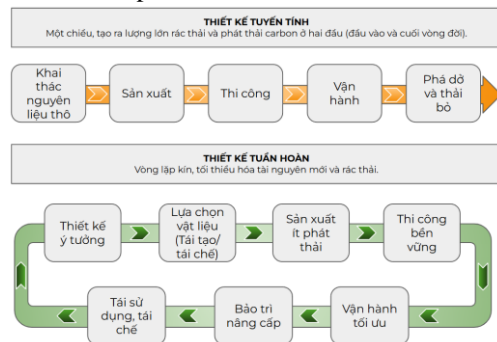 THIẾT KẾ TUYẾN TÍNH
Một chiều, tạo ra lượng lớn rác thải và phát thải carbon ở hai đầu (đầu vào và cuối vòng đời).
Khai
thác
nguyên
liệu thô
Sản xuất
Thi công
Vận
hành
Phá dỡ
và thải
bỏ
THIẾT KẾ TUẦN HOÀN
Vòng lặp kín, tối thiểu hóa tài nguyên mới và rác thải.
Thiết kế
ý tưởng
Lựa chọn
vật liệu
(Tái tạo/
tái chế)
Sản xuất
ít phát
thải
Thi công
bền
vững
Tái sử
dụng, tái
chế
Bảo trì
nâng cấp
Vận hành
tối ưu